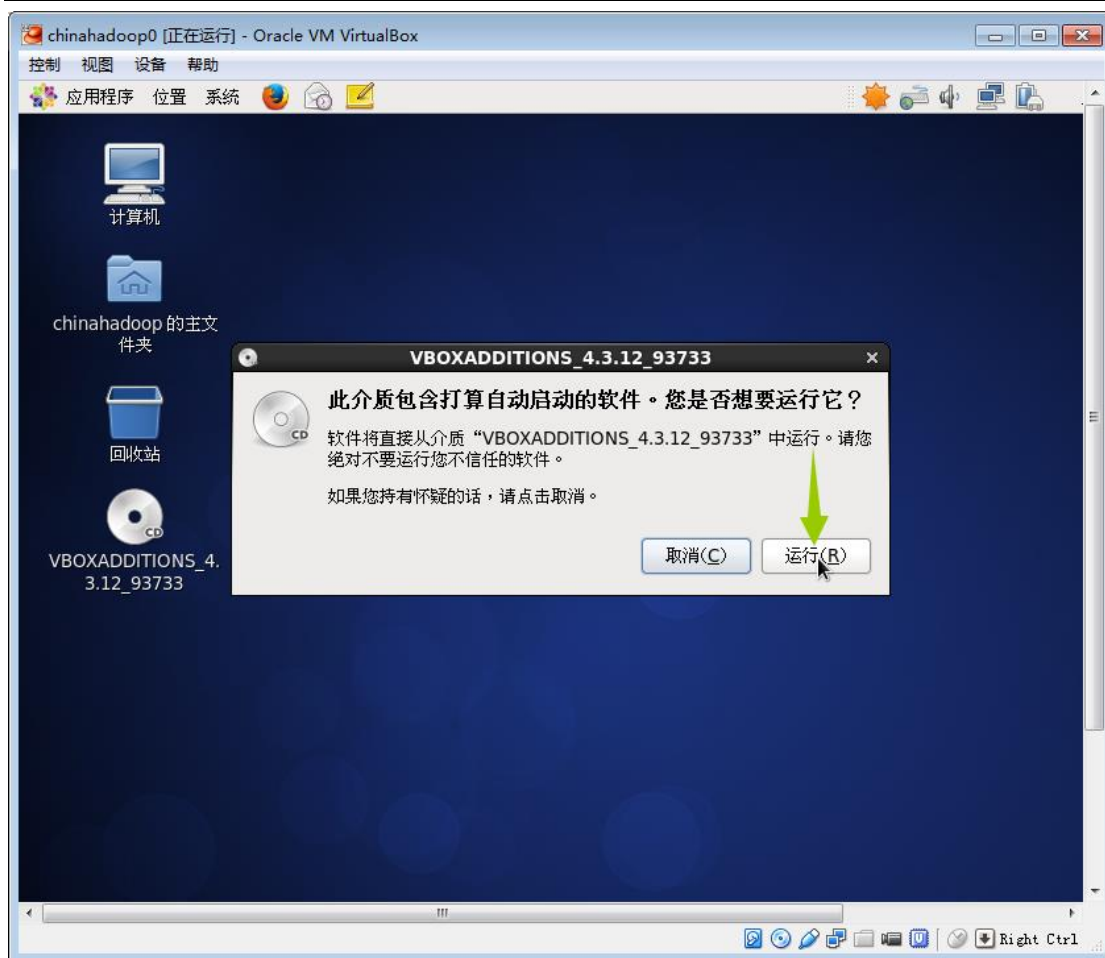 chinahadoop0 [正在运行] - Oracle VM VirtualBox
控制 视图 设备 帮助
应用程序 位置 系统
计算机
chinahadoop 的主文
件夹
回收站
CD
VBOXADDITIONS_4.
3.12_93733
VBOXADDITIONS_4.3.12_93733
CD
此介质包含打算自动启动的软件。您是否想要运行它？
软件将直接从介质“VBOXADDITIONS_4.3.12_93733”中运行。请您
绝对不要运行您不信任的软件。
如果您持有怀疑的话，请点击取消。
取消(C) 运行(R)
Right Ctrl